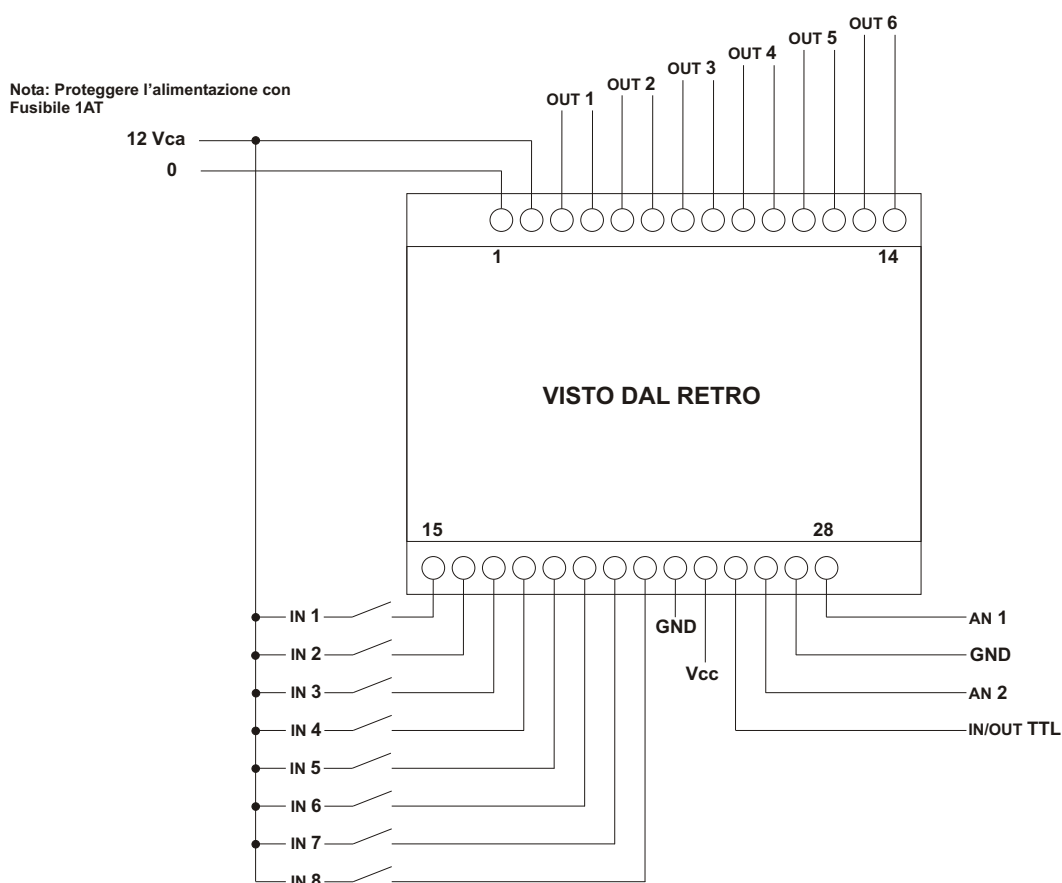 OUT 6
OUT 5
OUT 4
OUT 3
OUT 2
OUT 1
Nota: Proteggere l'alimentazione con
Fusibile 1AT
12 Vca
0
1
14
VISTO DAL RETRO
15
28
IN 1
IN 2
IN 3
IN 4
IN 5
IN 6
IN 7
IN 8
GND
Vcc
AN 1
GND
AN 2
IN/OUT TTL